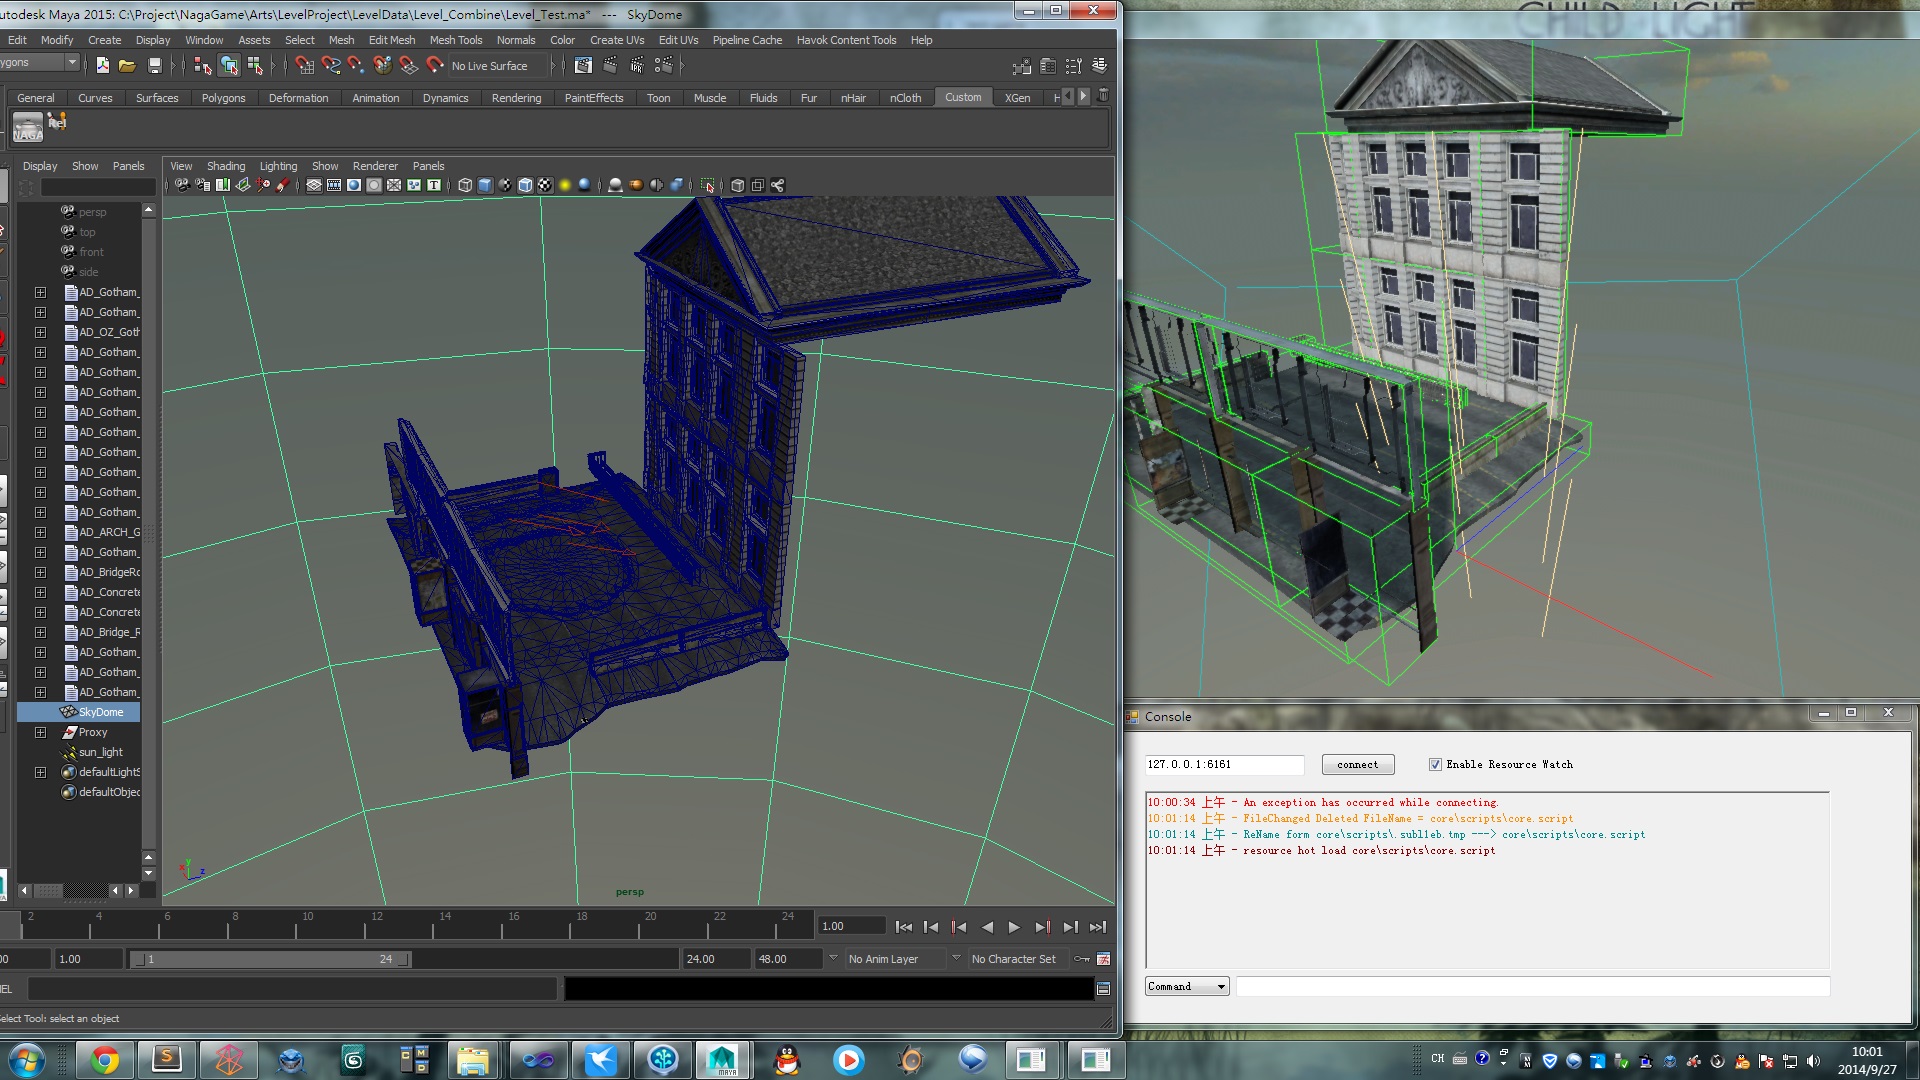 Autodesk Maya 2015: C:\Project\NagaGame\Arts\LevelProject\LevelData\Level_Combine\Level_Test.ma* --- SkyDome
CHILD LIGHT
Edit Modify Create Display Window Assets Select Mesh Edit Mesh Mesh Tools Normals Color Create UVs Edit UVs Pipeline Cache Havok Content Tools Help
ygons
No Live Surface
General Curves Surfaces Polygons Deformation Animation Dynamics Rendering PaintEffects Toon Muscle Fluids Fur nHair nCloth Custom XGen H
NAGA
Display Show Panels
View Shading Lighting Show Renderer Panels
persp
top
front
side
AD_Gotham_
AD_Gotham_
AD_OZ_Goth
AD_Gotham_
AD_Gotham_
AD_Gotham_
AD_Gotham_
AD_Gotham_
AD_Gotham_
AD_Gotham_
AD_Gotham_
AD_Gotham_
AD_ARCH_G
AD_Gotham_
AD_BridgeRo
AD_Concrete
AD_Concrete
AD_Bridge_R
AD_Gotham_
AD_Gotham_
AD_Gotham_
SkyDome
Proxy
sun_light
defaultLightS
defaultObjec
y
x
z
persp
2 4 6 8 10 12 14 16 18 20 22 24
1.00
00
1.00
1
24
24.00
48.00
No Anim Layer
No Character Set
EL
Select Tool: select an object
Console
127.0.0.1:6161
connect
Enable Resource Watch
10:00:34 上午 - An exception has occurred while connecting.
10:01:14 上午 - FileChanged Deleted FileName = core\scripts\core.script
10:01:14 上午 - ReName form core\scripts\.sub11eb.tmp ---> core\scripts\core.script
10:01:14 上午 - resource hot load core\scripts\core.script
Command
MAYA
CH
10:01
2014/9/27